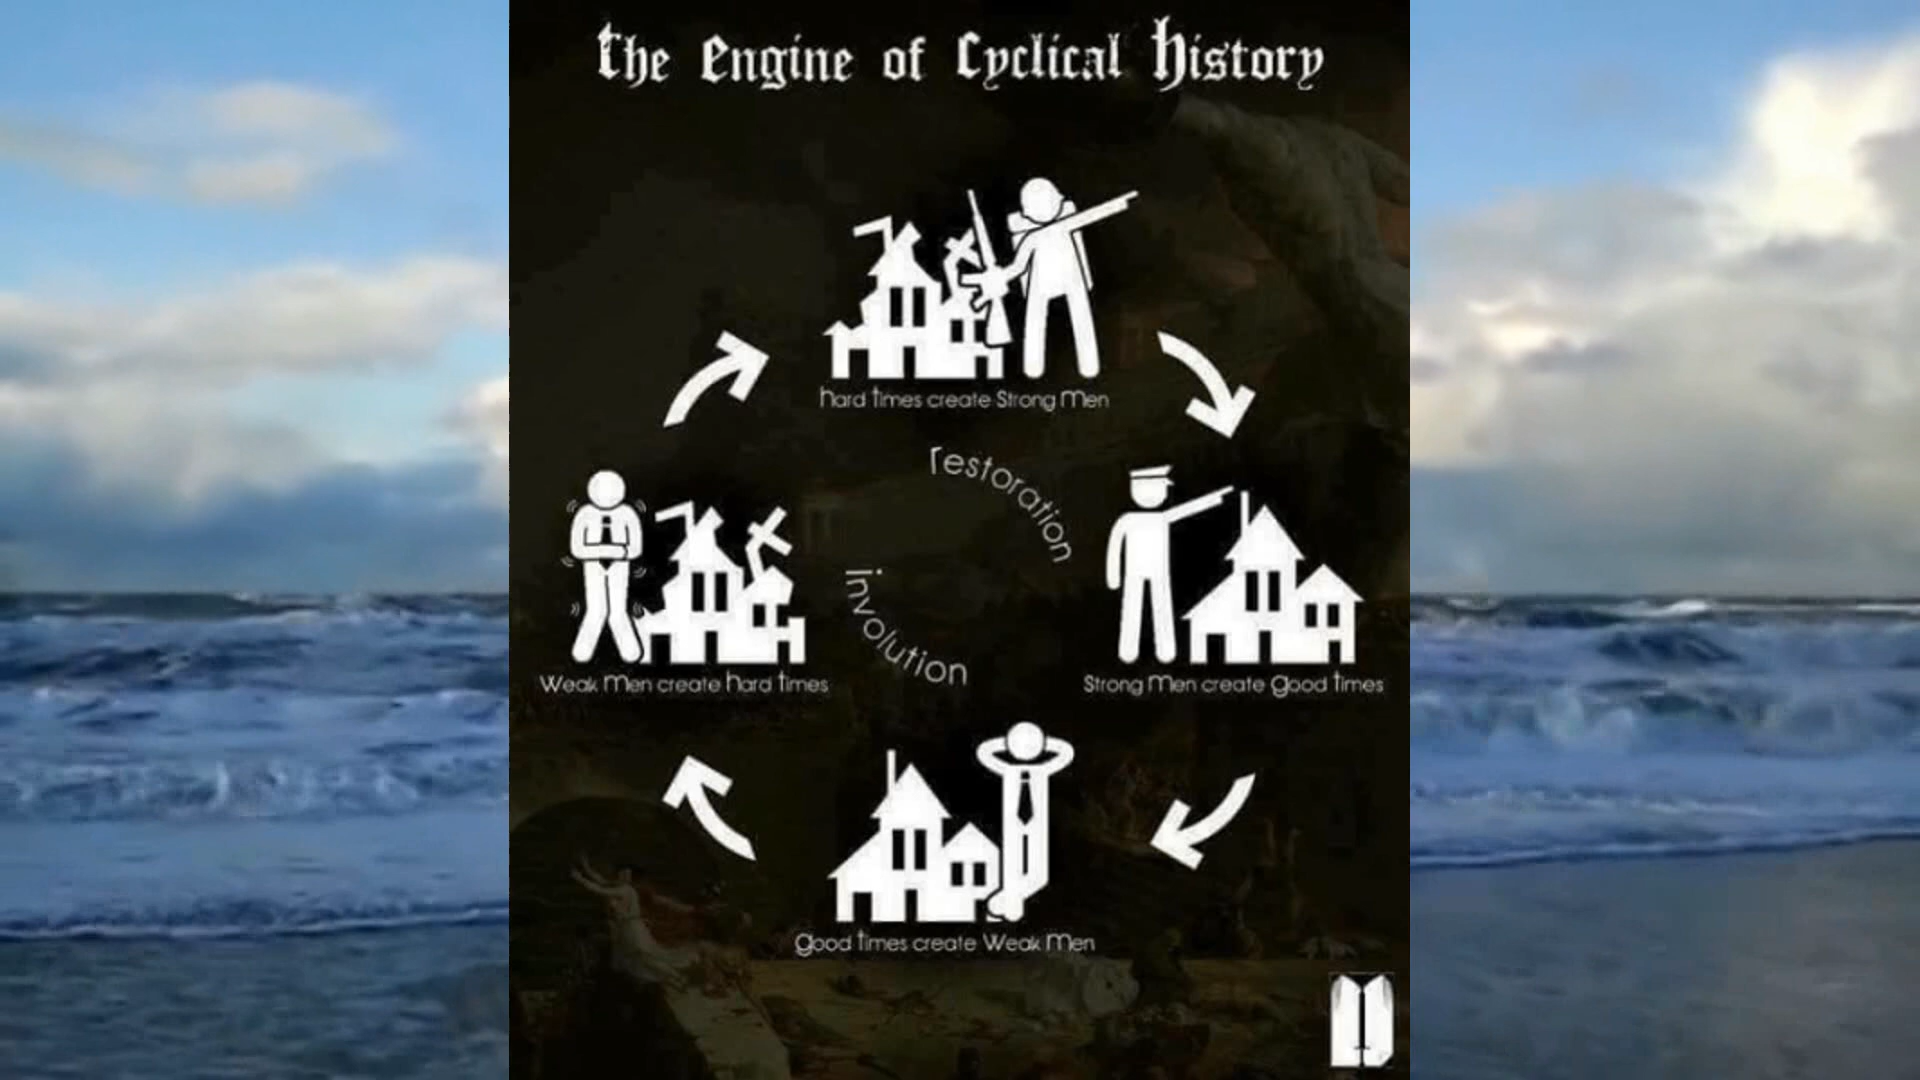 the Engine of Cyclical History
hard times create Strong Men
restoration
Weak Men create hard times
Strong Men create good times
involution
good times create Weak Men